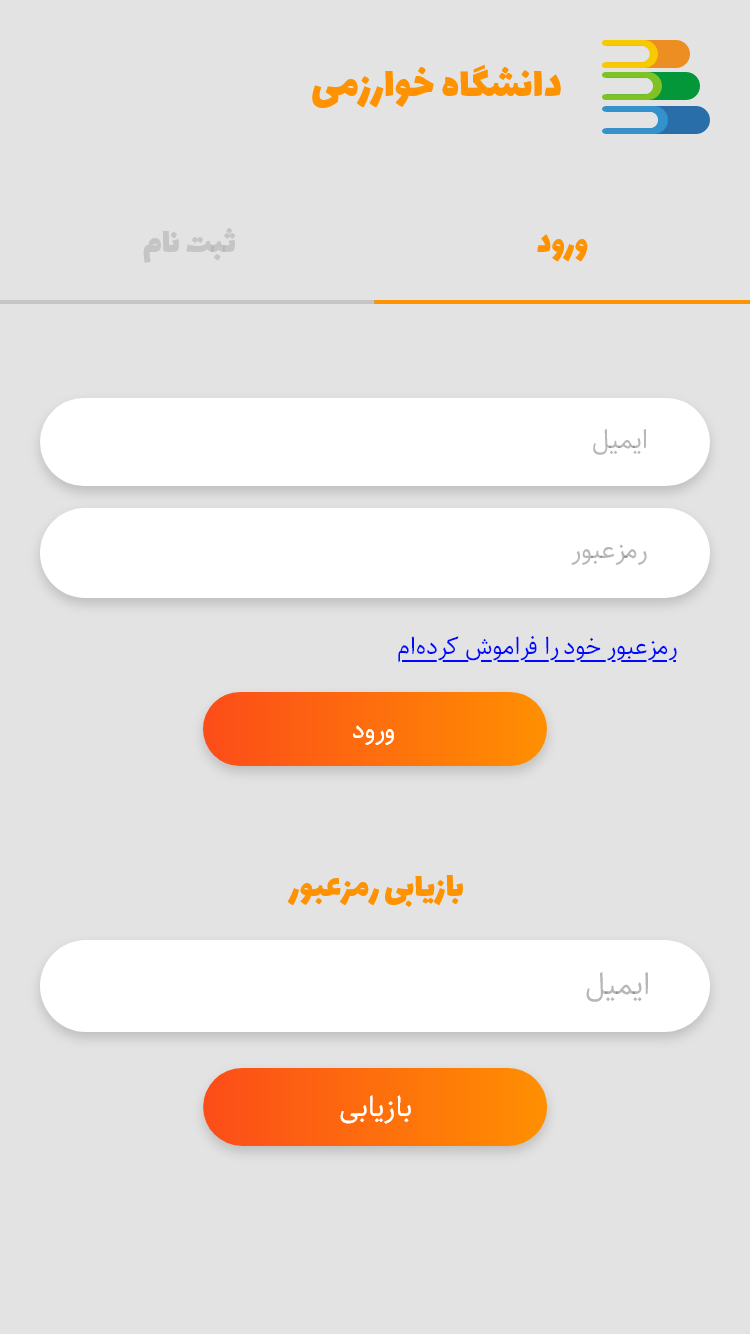 دانشگاه خوارزمی
ورود
ثبت نام
ایمیل
رمزعبور
رمزعبور خود را فراموش کرده‌ام
ورود
بازیابی رمزعبور
ایمیل
بازیابی